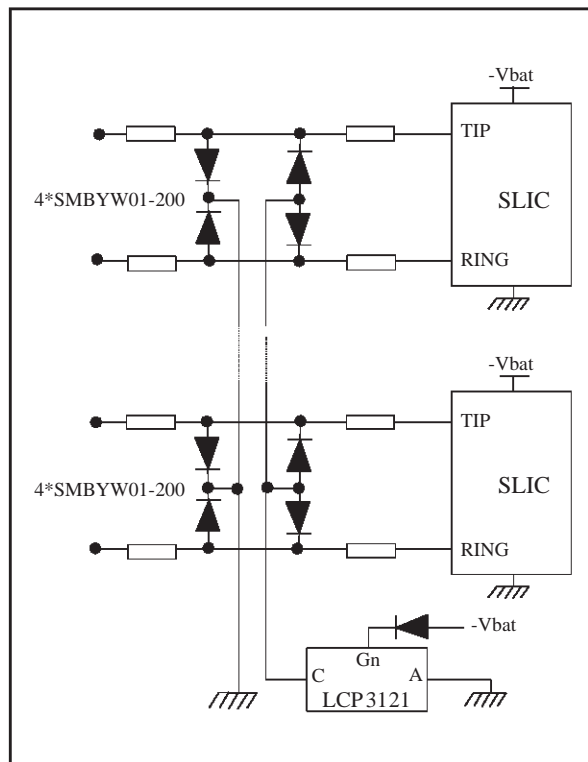 -Vbat
TIP
4*SMBYW01-200
SLIC
RING
-Vbat
TIP
4*SMBYW01-200
SLIC
RING
-Vbat
Gn
C
A
LCP3121